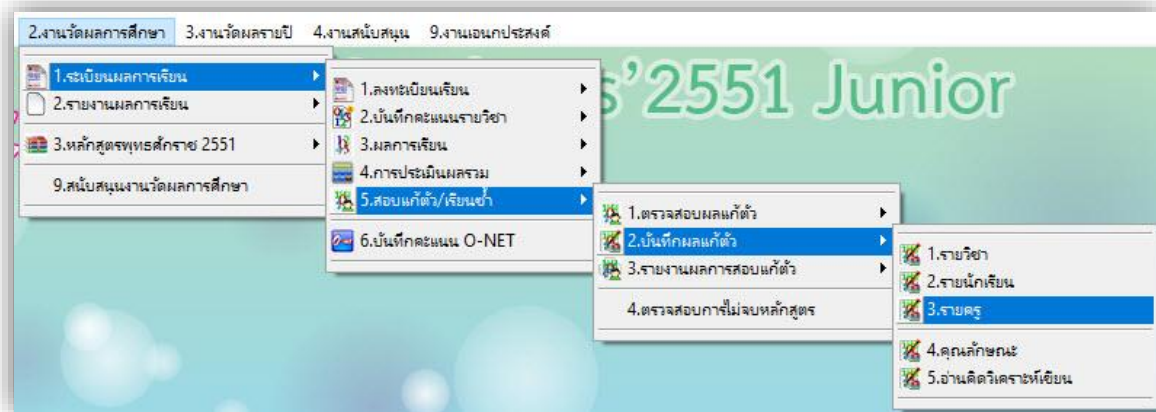 2.งานวัดผลการศึกษา 3.งานวัดผลรายปี 4.งานสนับสนุน 9.งานเอนกประสงค์
s'2551 Junior
1.ระเบียนผลการเรียน
2.รายงานผลการเรียน
3.หลักสูตรพุทธศักราช 2551
9.สนับสนุนงานวัดผลการศึกษา
1.ลงทะเบียนเรียน
2.บันทึกคะแนนรายวิชา
3.ผลการเรียน
4.การประเมินผลรวม
5.สอบแก้ตัว/เรียนซ้ำ
6.บันทึกคะแนน O-NET
1.ตรวจสอบผลแก้ตัว
2.บันทึกผลแก้ตัว
3.รายงานผลการสอบแก้ตัว
4.ตรวจสอบการไม่จบหลักสูตร
1.รายวิชา
2.รายนักเรียน
3.รายครู
4.คุณลักษณะ
5.อ่านคิดวิเคราะห์เขียน